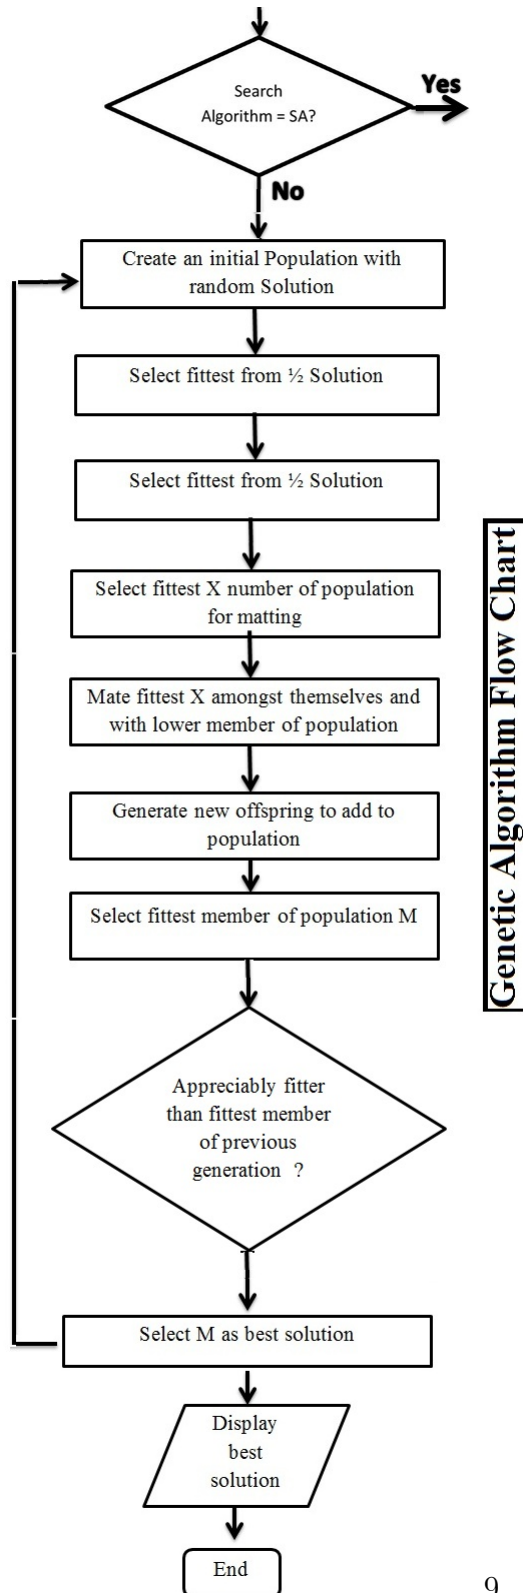 Search
Algorithm = SA?
Yes
No
Create an initial Population with
random Solution
Select fittest from ½ Solution
Select fittest from ½ Solution
Select fittest X number of population
for matting
Mate fittest X amongst themselves and
with lower member of population
Generate new offspring to add to
population
Select fittest member of population M
Appreciably fitter
than fittest member
of previous
generation ?
Select M as best solution
Display
best
solution
End
Genetic Algorithm Flow Chart
9